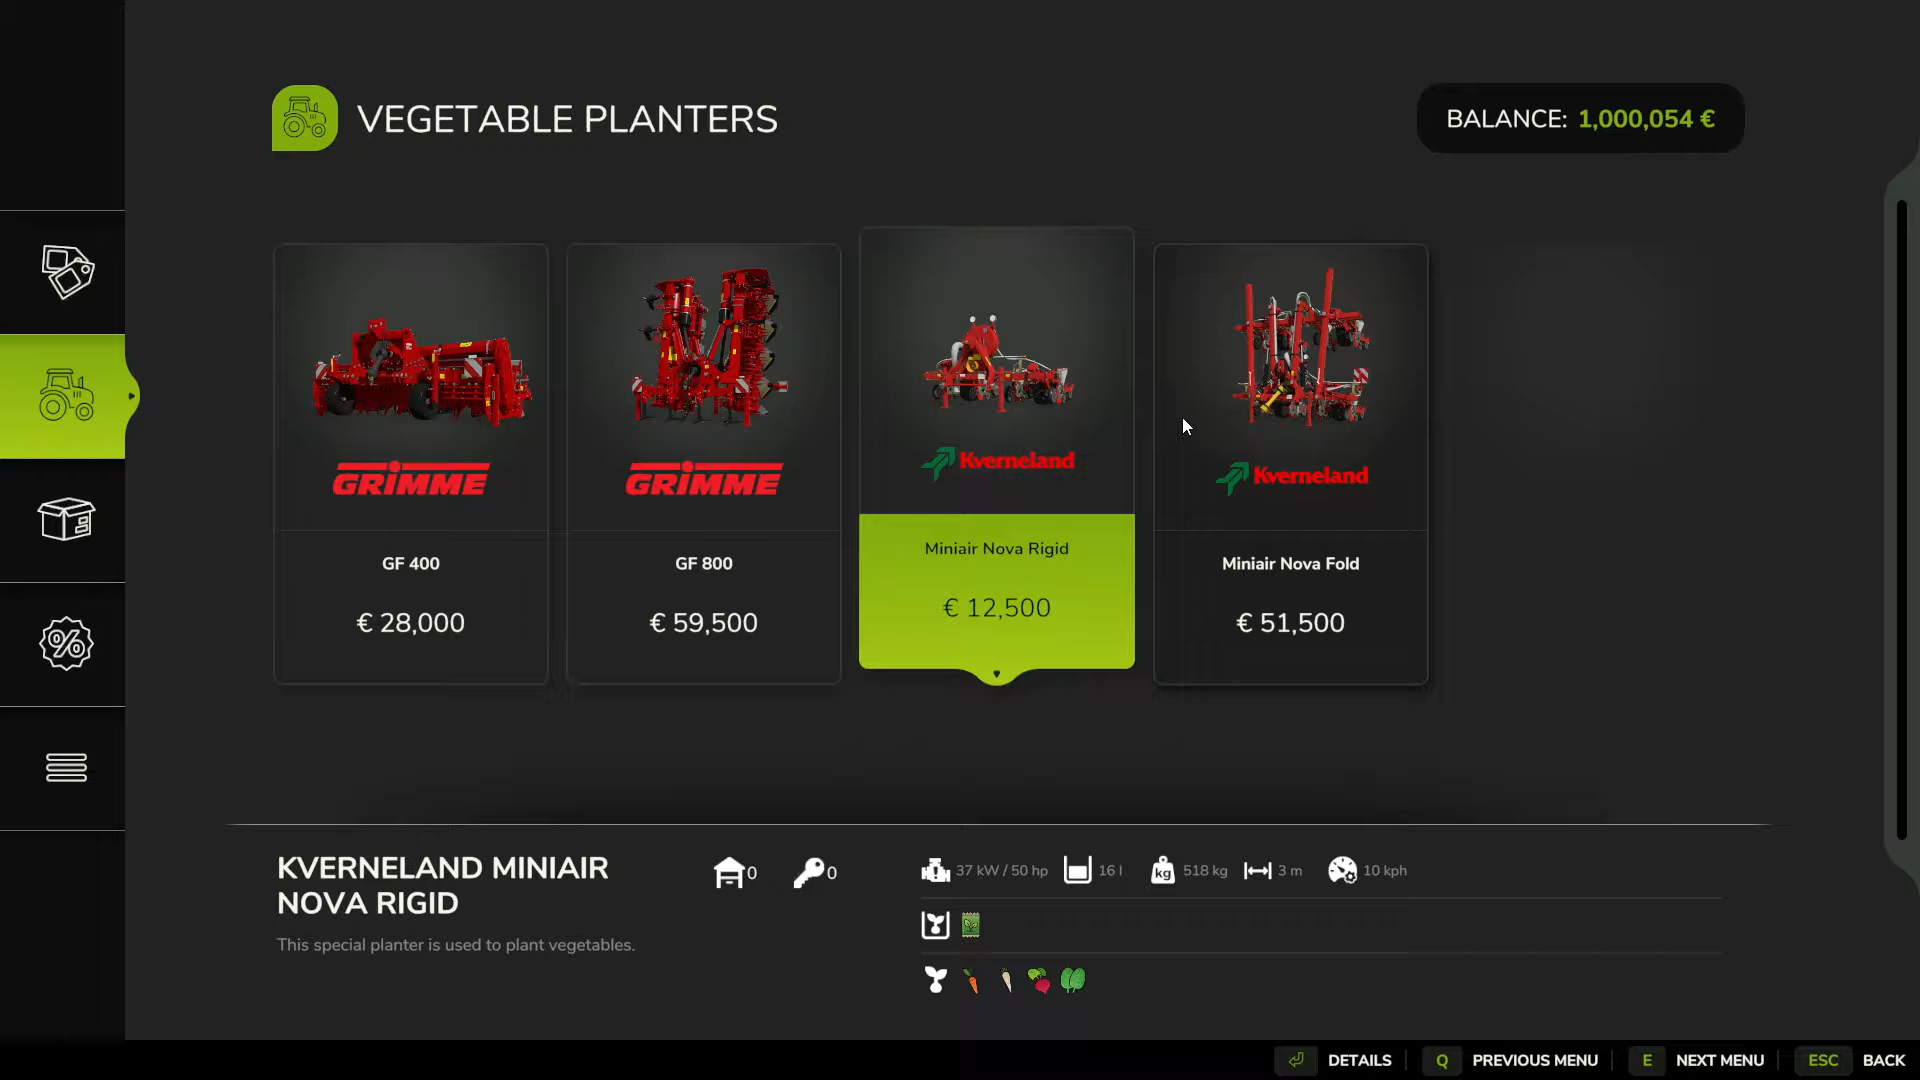 VEGETABLE PLANTERS
BALANCE: 1,000,054 €
GRIMME
GRIMME
Kverneland
Kverneland
GF 400
GF 800
Miniair Nova Rigid
Miniair Nova Fold
€ 28,000
€ 59,500
€ 12,500
€ 51,500
KVERNELAND MINIAIR
NOVA RIGID
This special planter is used to plant vegetables.
0
0
37 kW / 50 hp
16 l
kg 518 kg
3 m
10 kph
DETAILS
Q PREVIOUS MENU
E NEXT MENU
ESC BACK